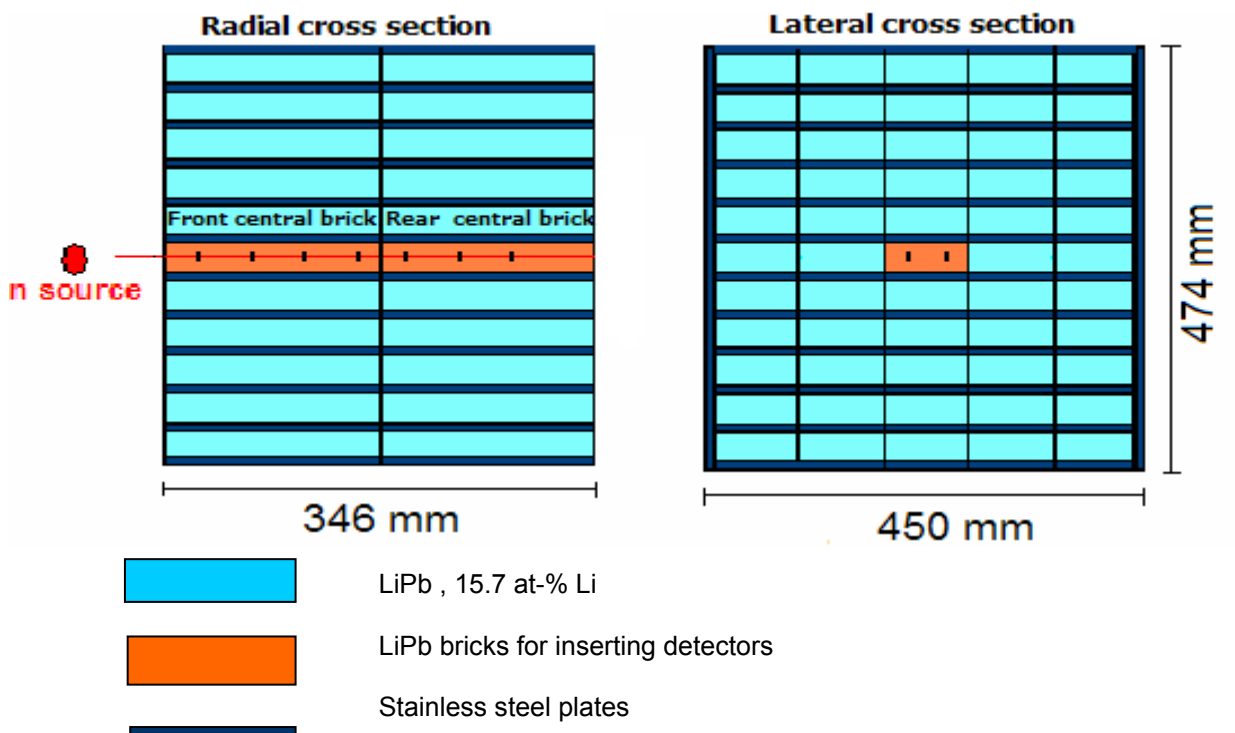 Radial cross section
Lateral cross section
Front central brick
Rear central brick
n source
474 mm
346 mm
450 mm
LiPb , 15.7 at-% Li
LiPb bricks for inserting detectors
Stainless steel plates